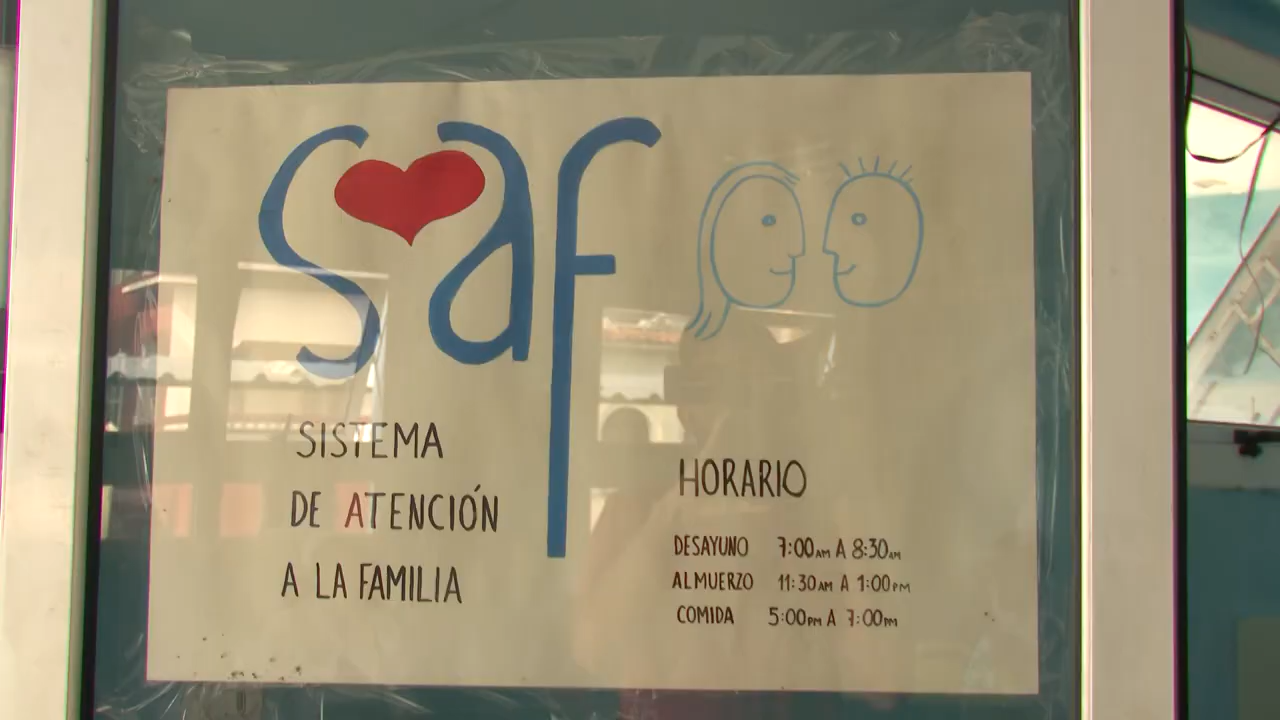 saf
SISTEMA
DE ATENCIÓN
A LA FAMILIA
HORARIO
DESAYUNO 7:00AM A 8:30AM
ALMUERZO 11:30AM A 1:00PM
COMIDA 5:00PM A 7:00PM